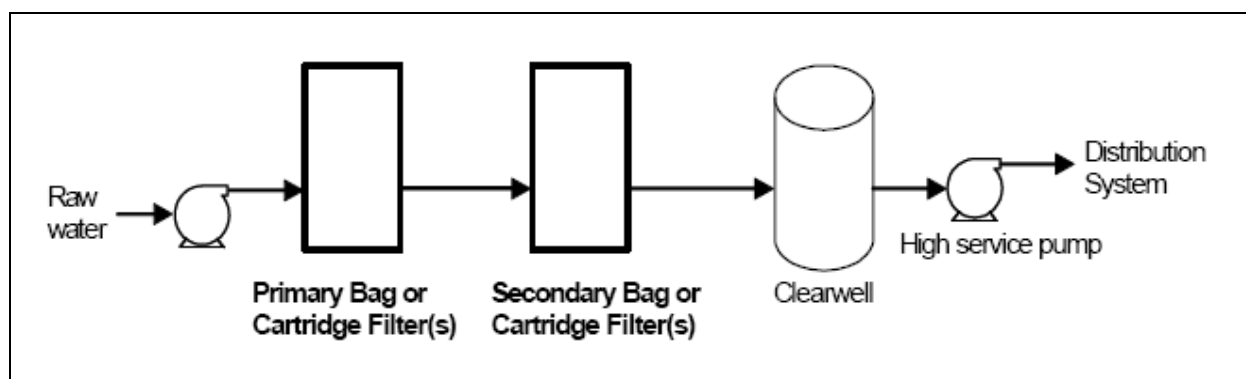 Raw
water
Primary Bag or
Cartridge Filter(s)
Secondary Bag or
Cartridge Filter(s)
Clearwell
High service pump
Distribution
System